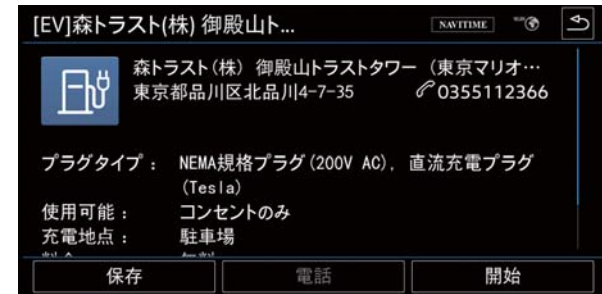 [EV]森トラスト(株) 御殿山ト...
NAVITIME
森トラスト(株) 御殿山トラストタワー (東京マリオ…
東京都品川区北品川4-7-35 0355112366
プラグタイプ： NEMA規格プラグ(200V AC), 直流充電プラグ
(Tesla)
使用可能： コンセントのみ
充電地点： 駐車場
保存
電話
開始